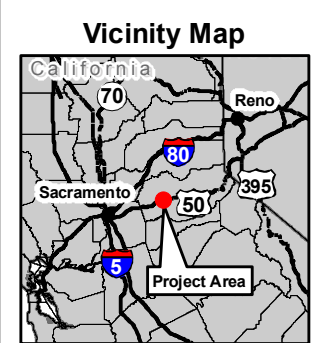 Vicinity Map
California
70
Reno
80
Sacramento
50
395
5
Project Area